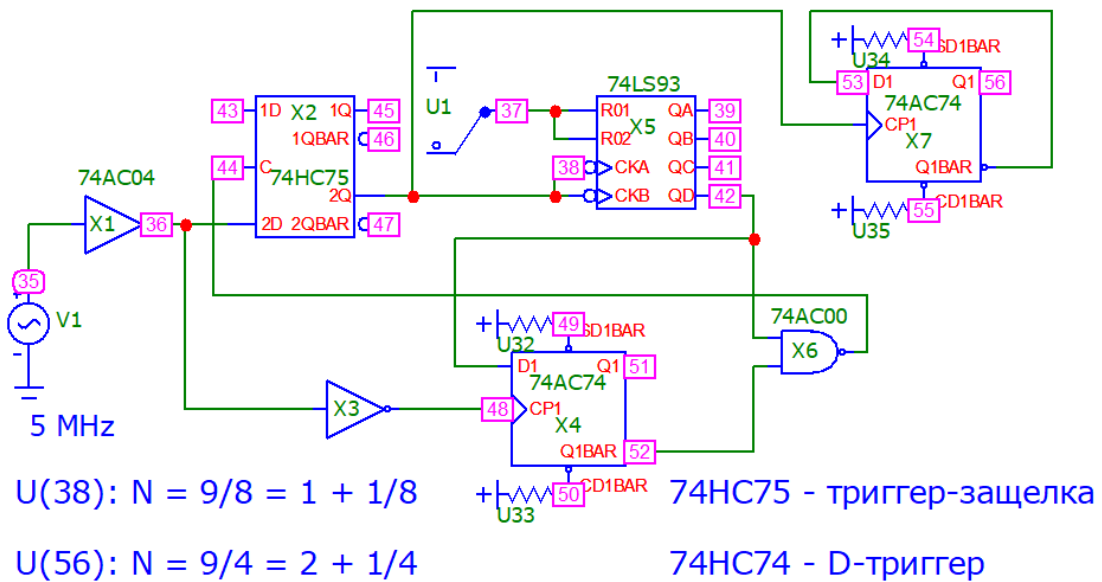 54
+
SD1BAR
U34
74LS93
53 D1 Q1 56
74AC74
CP1
X7
Q1BAR
+
55
CD1BAR
U35
U1
37
R01 QA 39
X5
R02 QB 40
38 CKA QC 41
CKB QD 42
43 1D X2 1Q 45
1QBAR 46
44 C
74HC75
2Q
2D 2QBAR 47
74AC04
X1 36
35
+
V1
-
5 MHz
74AC00
X6
+ 49
SD1BAR
U32
D1 Q1 51
74AC74
X3 48 CP1
X4
Q1BAR 52
+ 50
CD1BAR
U33
U(38): N = 9/8 = 1 + 1/8
74HC75 - триггер-защелка
U(56): N = 9/4 = 2 + 1/4
74HC74 - D-триггер